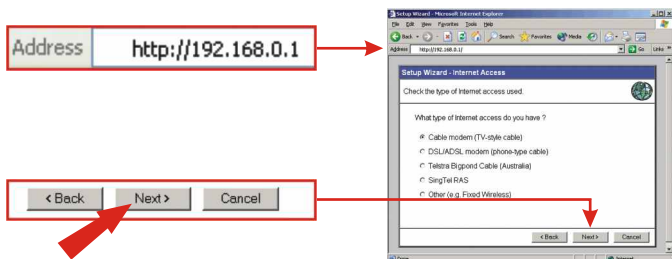 Address http://192.168.0.1
< Back Next > Cancel
Setup Wizard - Microsoft Internet Explorer
File Edit View Favorites Tools Help
Back Search Favorites Media
Address http://192.168.0.1/ Go Links
Setup Wizard - Internet Access
Check the type of Internet access used.
What type of Internet access do you have ?
Cable modem (TV-style cable)
DSL/ADSL modem (phone-type cable)
Telstra Bigpond Cable (Australia)
SingTel RAS
Other (e.g. Fixed Wireless)
< Back Next > Cancel
Internet